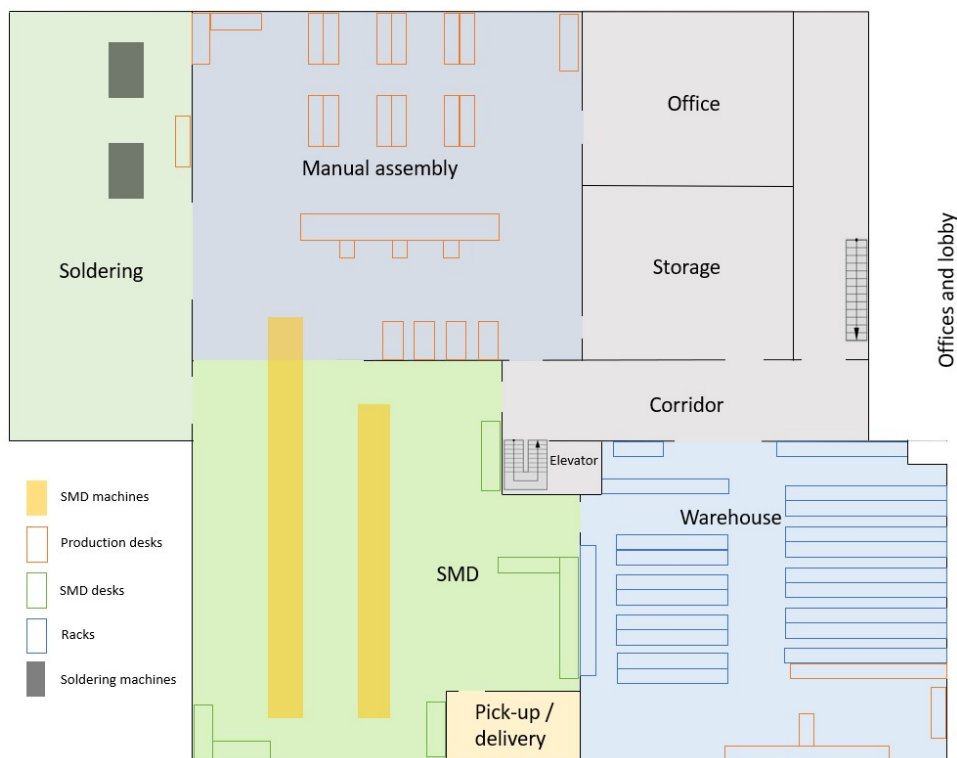 Office
Manual assembly
Soldering
Storage
Offices and lobby
Corridor
Elevator
SMD machines
Warehouse
Production desks
SMD
SMD desks
Racks
Soldering machines
Pick-up /
delivery